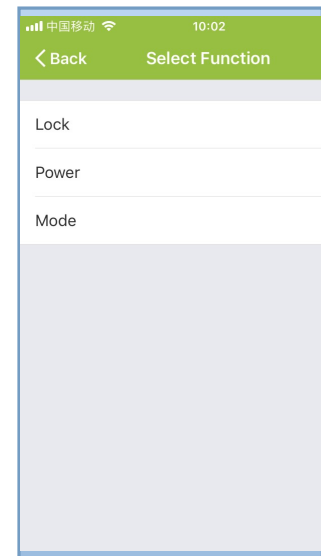 中国移动 10:02
Back Select Function
Lock
Power
Mode